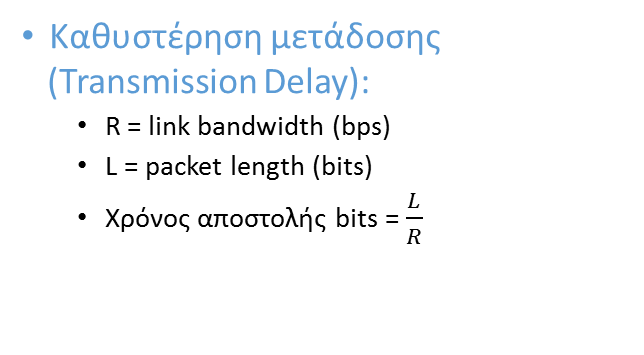 • Καθυστέρηση μετάδοσης
(Transmission Delay):
• R = link bandwidth (bps)
• L = packet length (bits)
• Χρόνος αποστολής bits = L/R